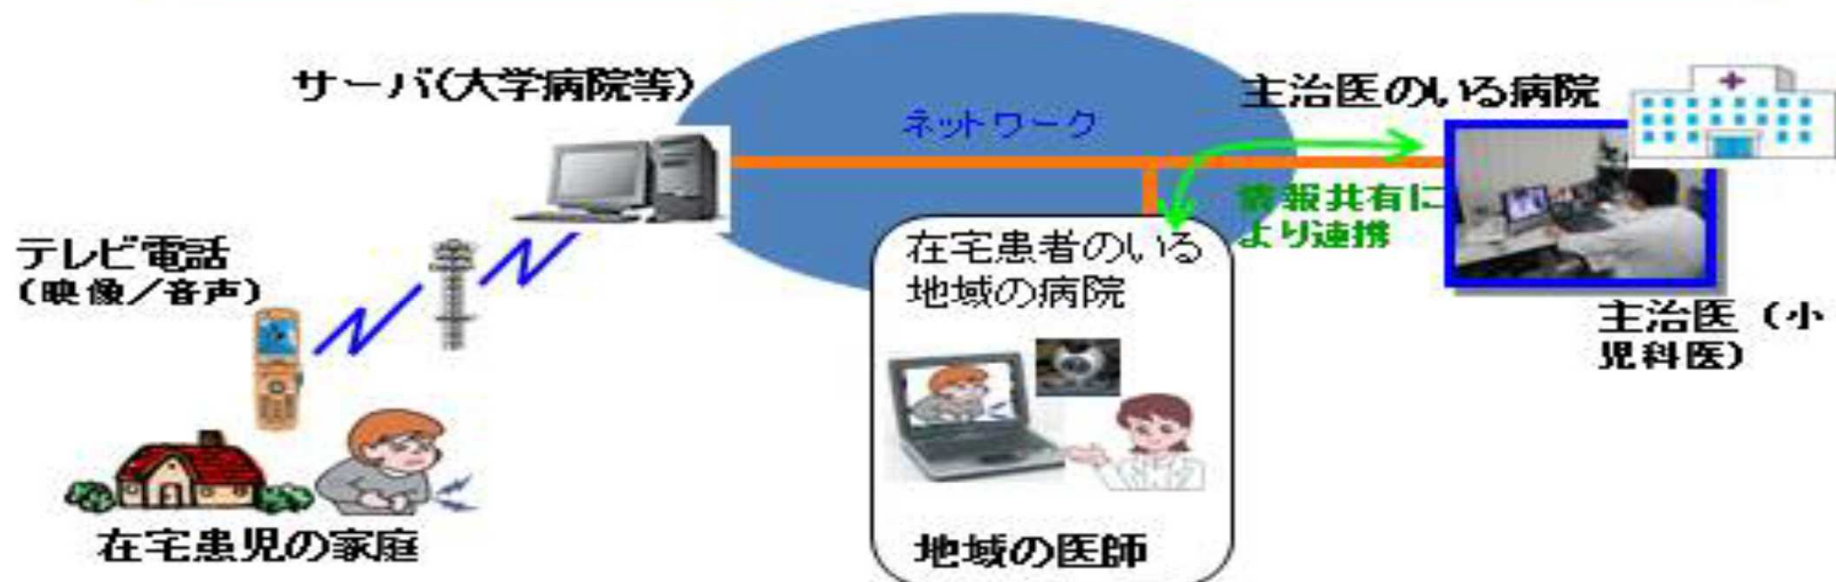 サーバ(大学病院等)
ネットワーク
主治医のいる病院
情報共有に
より連携
テレビ電話
(映像/音声)
在宅患者のいる
地域の病院
主治医(小
児科医)
在宅患児の家庭
地域の医師